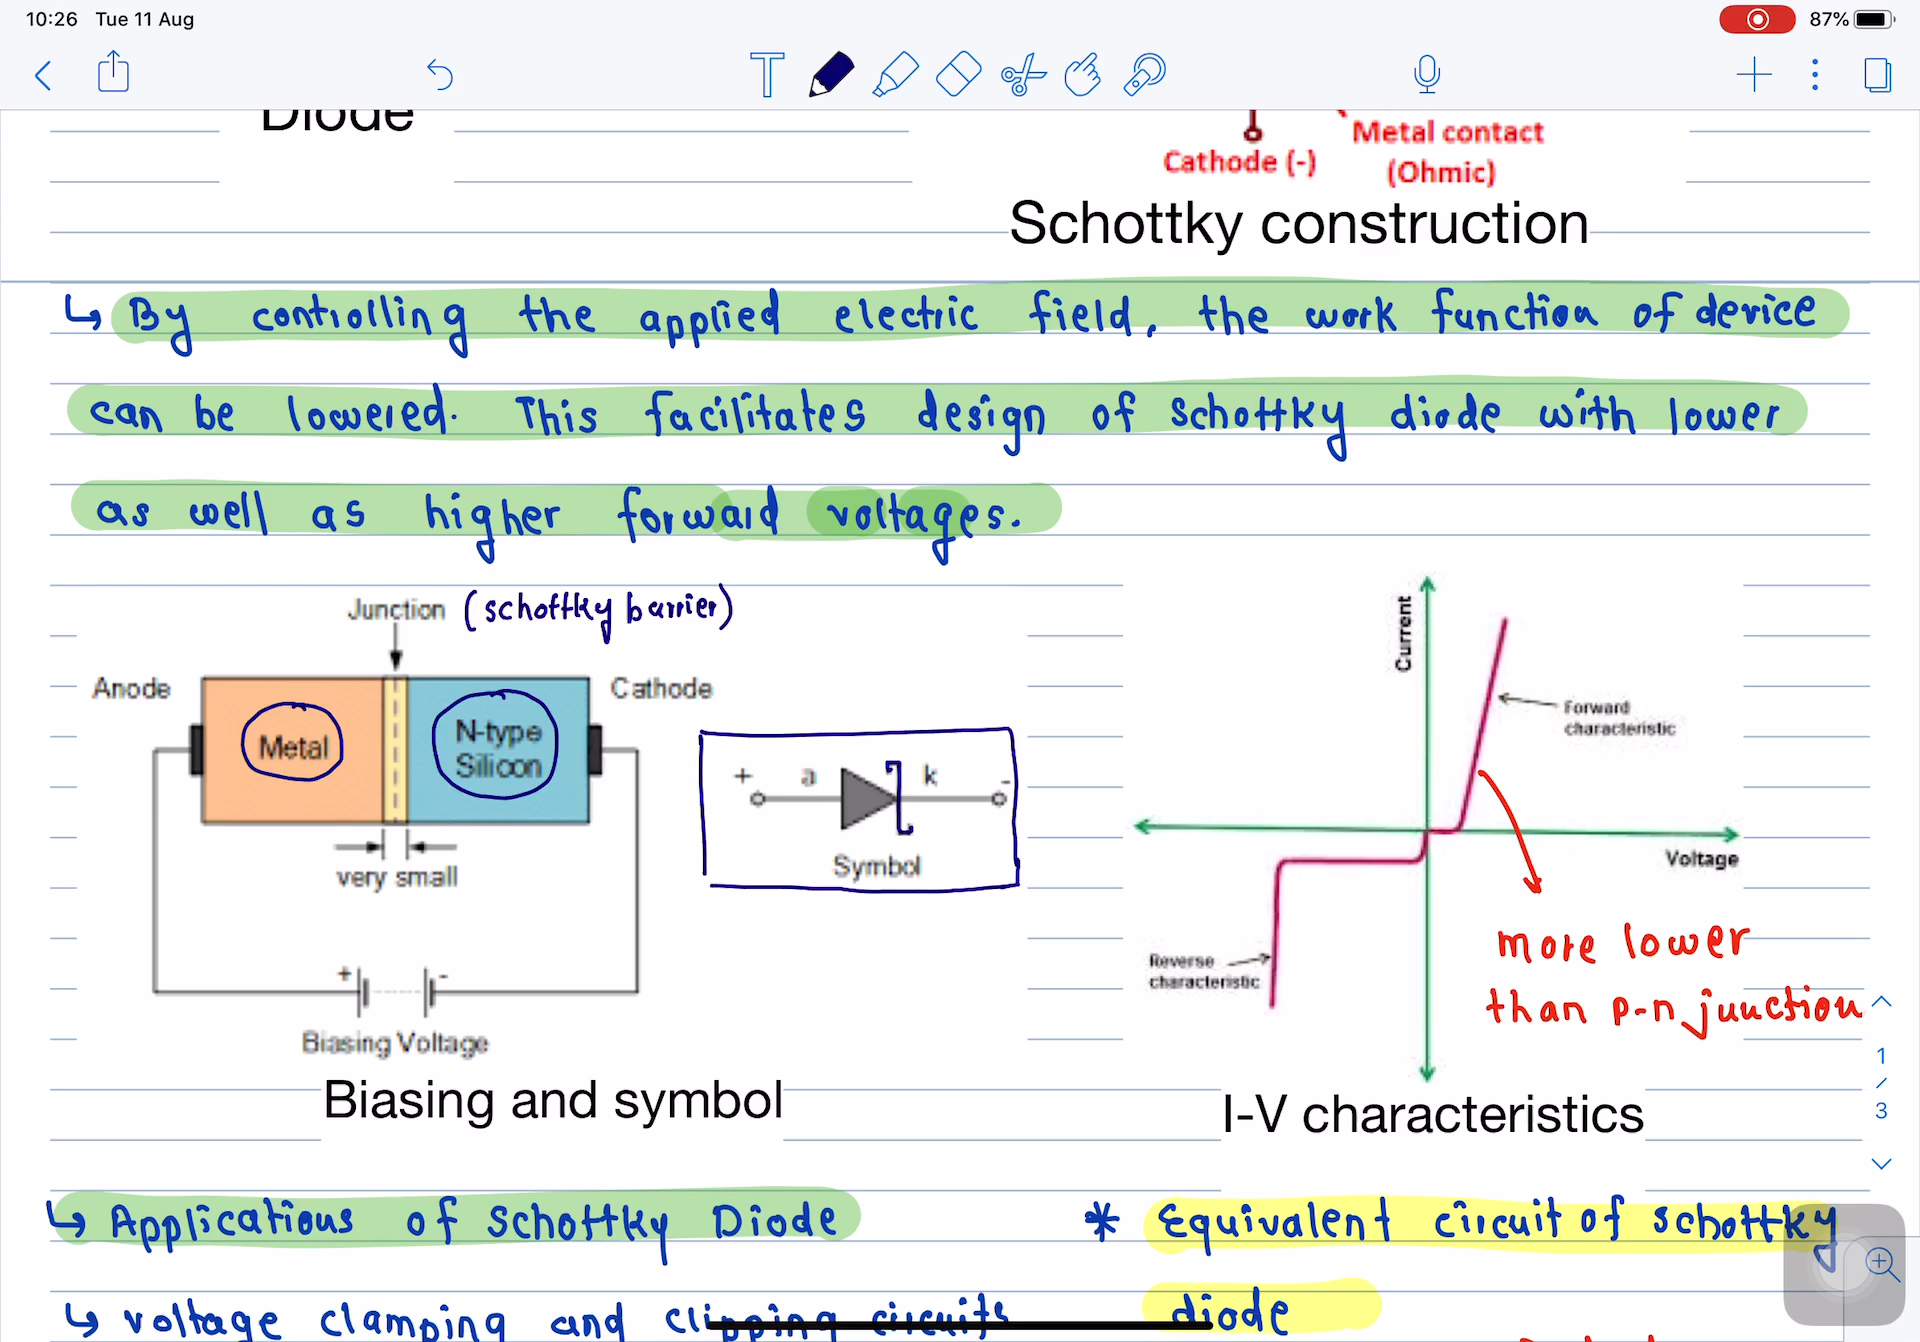 10:26 Tue 11 Aug
87%
Diode
Cathode (-)
Metal contact
(Ohmic)
Schottky construction
↳ By controlling the applied electric field, the work function of device
can be lowered. This facilitates design of schottky diode with lower
as well as higher forward voltages.
Junction (schottky barrier)
Anode
Cathode
Metal
N-type
Silicon
very small
+ -
Biasing Voltage
+ a k -
Symbol
Biasing and symbol
Current
Forward
characteristic
Voltage
Reverse
characteristic
more lower
than p-n junction
I-V characteristics
1
/
3
↳ Applications of schottky Diode
↳ voltage clamping and clipping circuits
* Equivalent circuit of schottky
diode